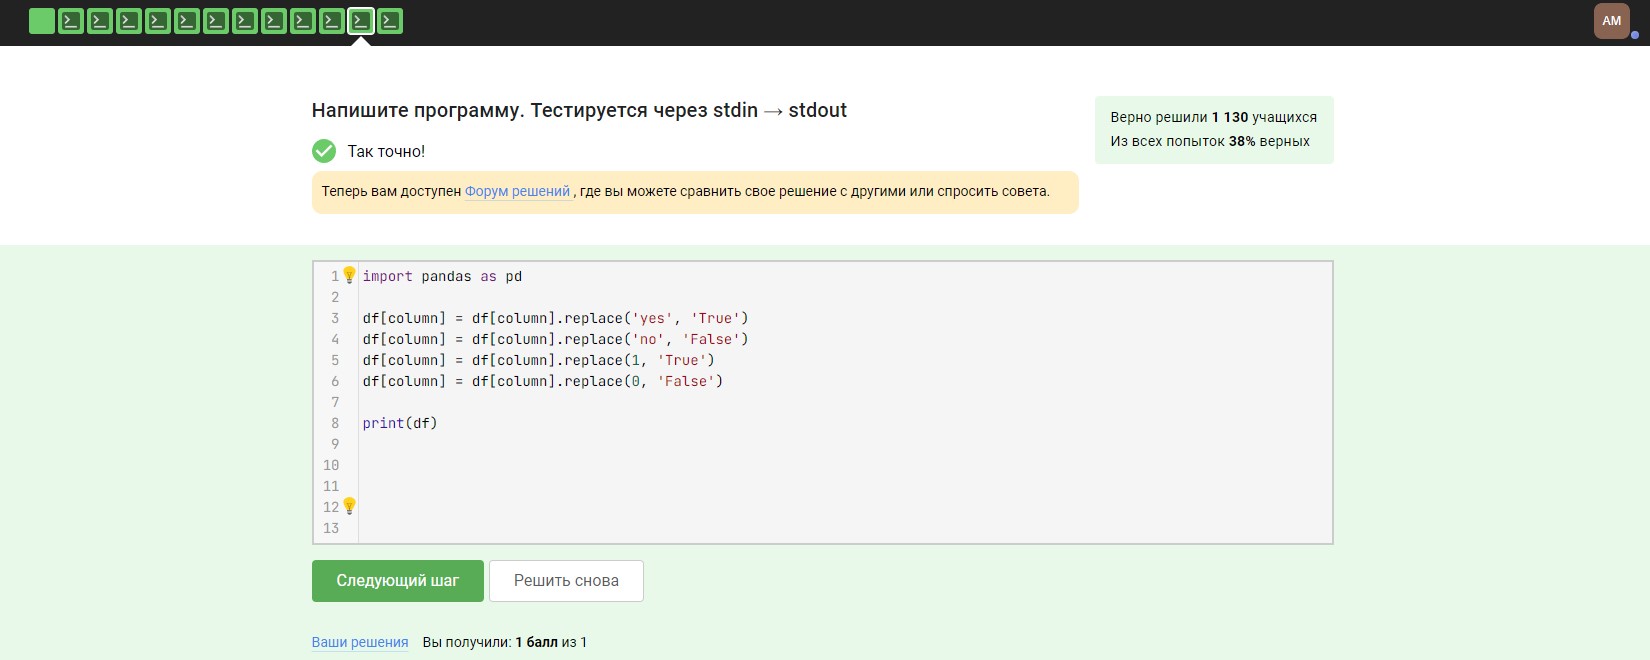 AM
Напишите программу. Тестируется через stdin → stdout
Верно решили 1 130 учащихся
Из всех попыток 38% верных
Так точно!
Теперь вам доступен Форум решений , где вы можете сравнить свое решение с другими или спросить совета.
1 import pandas as pd
2
3 df[column] = df[column].replace('yes', 'True')
4 df[column] = df[column].replace('no', 'False')
5 df[column] = df[column].replace(1, 'True')
6 df[column] = df[column].replace(0, 'False')
7
8 print(df)
9
10
11
12
13
Следующий шаг Решить снова
Ваши решения Вы получили: 1 балл из 1